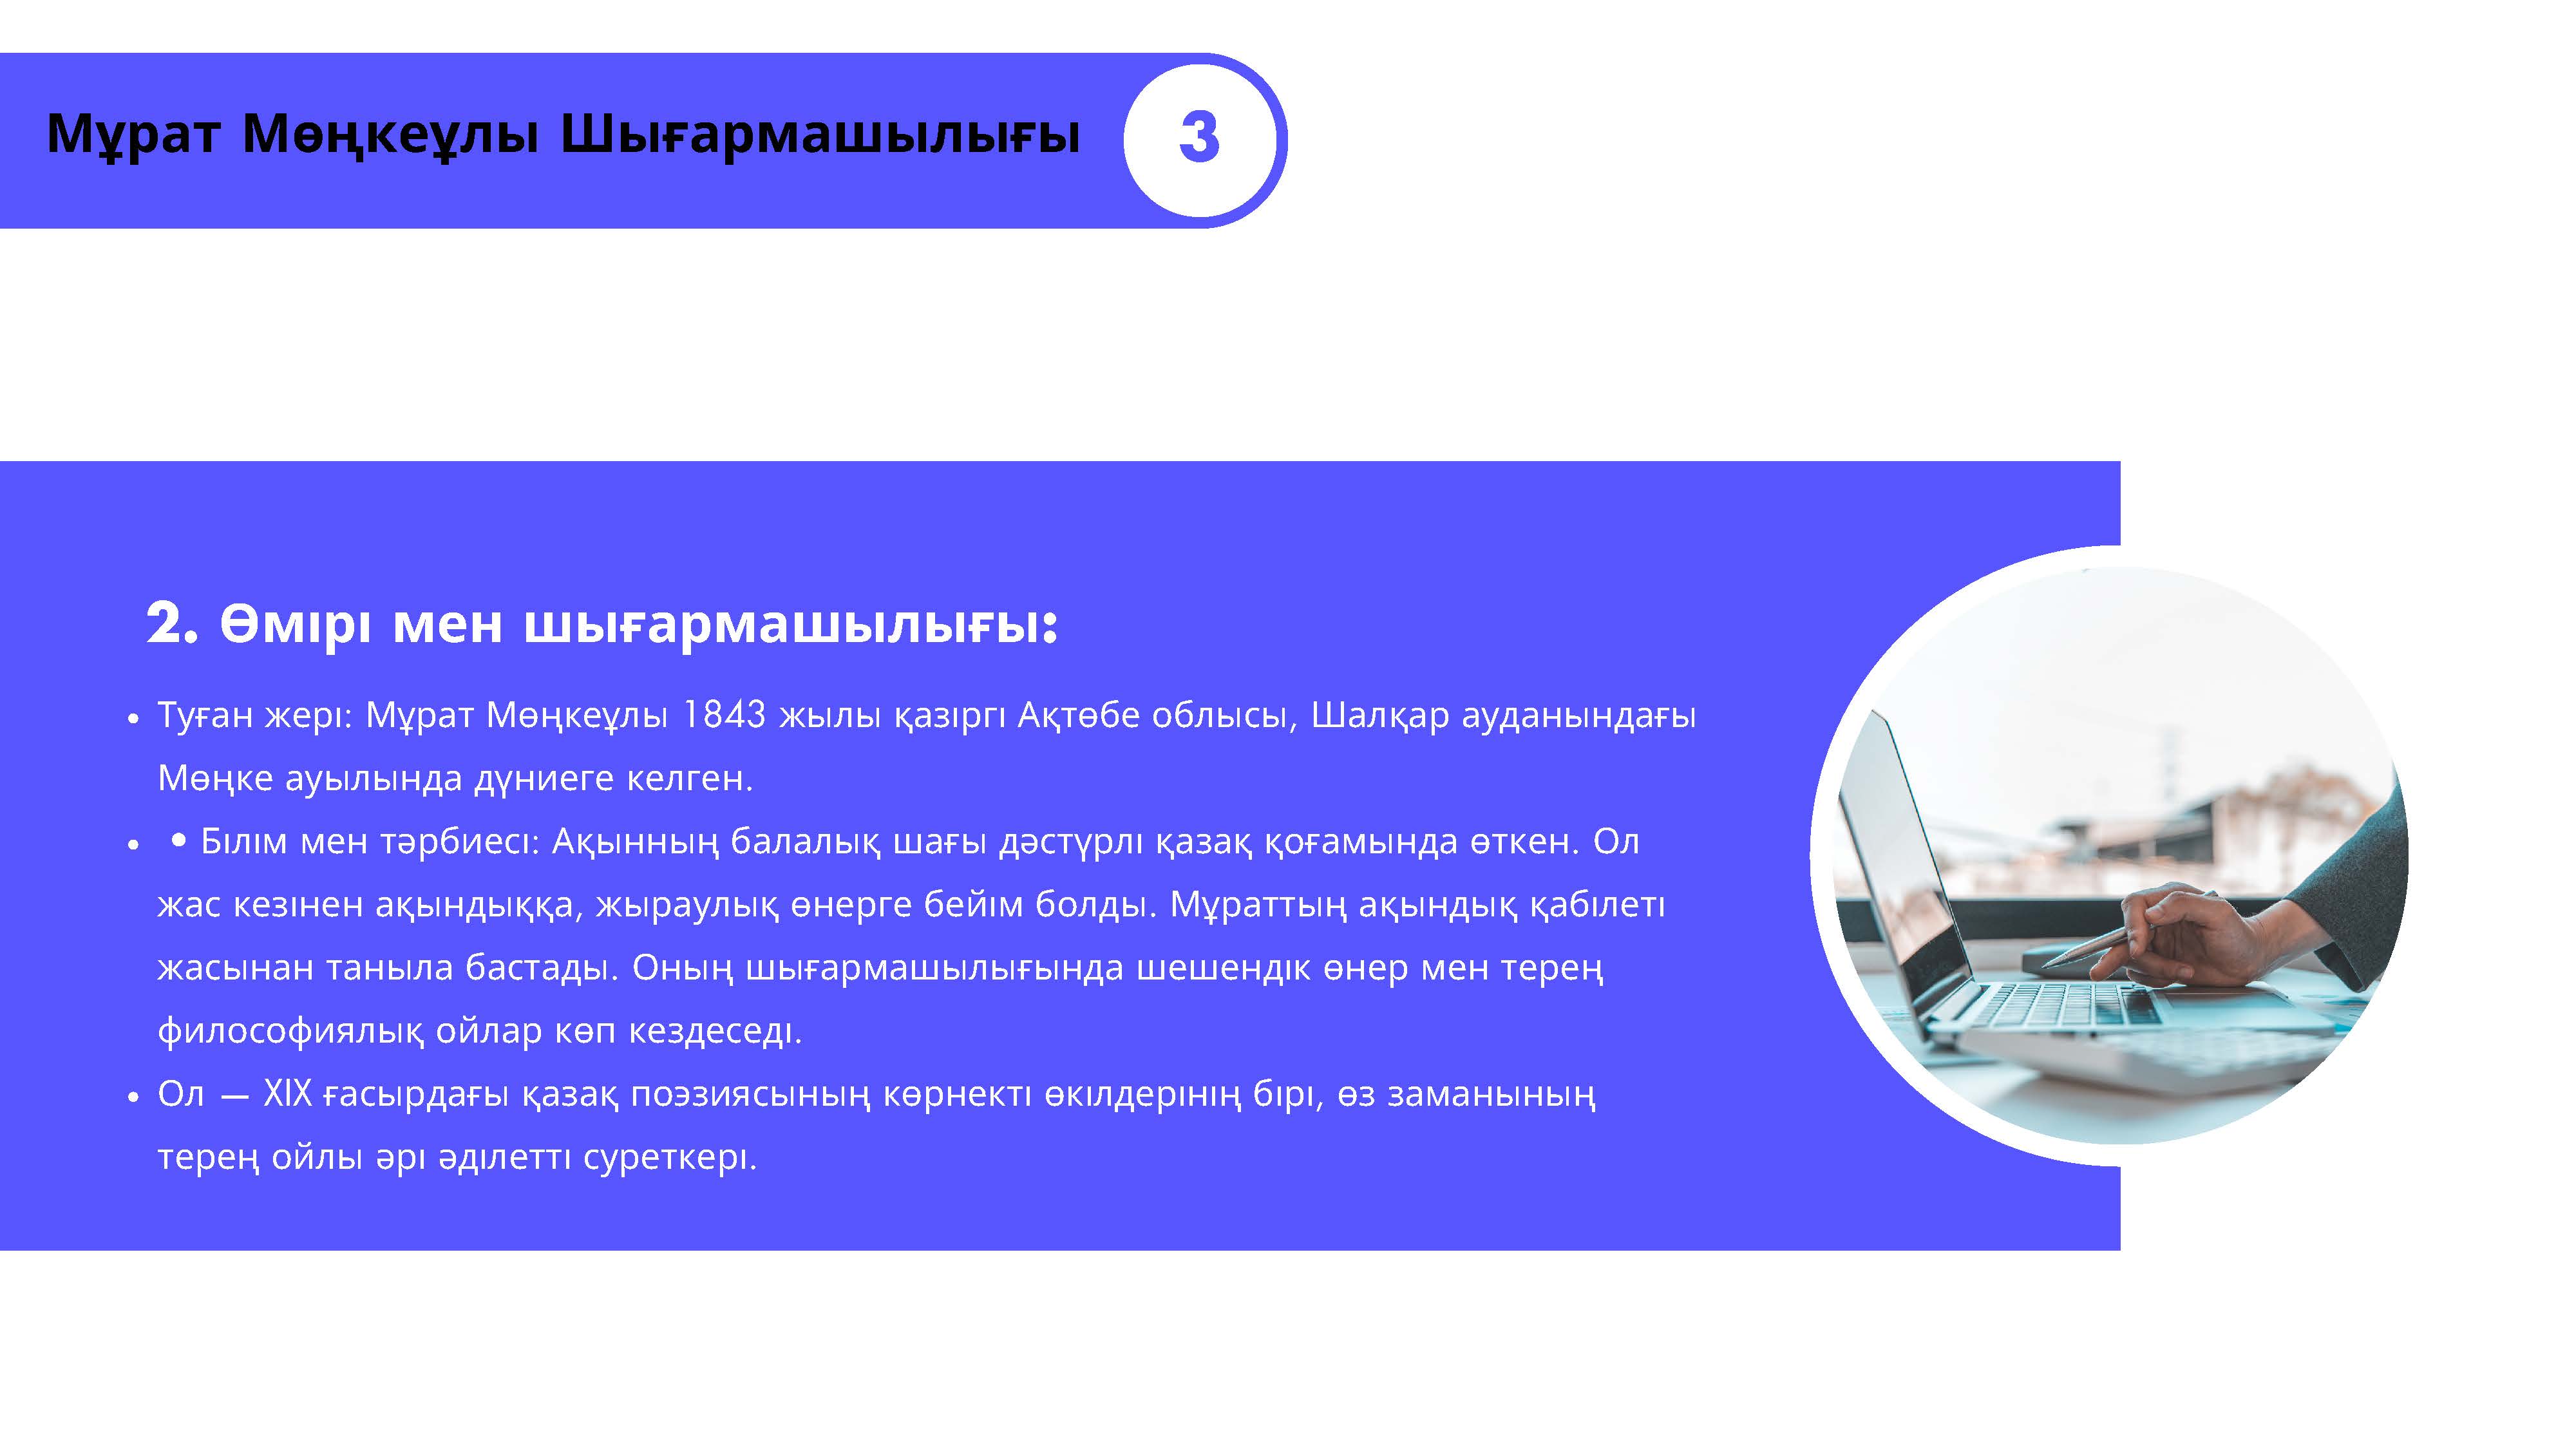 Мұрат Мөңкеұлы Шығармашылығы
3
2. Өмірі мен шығармашылығы:
• Туған жері: Мұрат Мөңкеұлы 1843 жылы қазіргі Ақтөбе облысы, Шалқар ауданындағы
Мөңке ауылында дүниеге келген.
• • Білім мен тәрбиесі: Ақынның балалық шағы дәстүрлі қазақ қоғамында өткен. Ол
жас кезінен ақындыққа, жыраулық өнерге бейім болды. Мұраттың ақындық қабілеті
жасынан таныла бастады. Оның шығармашылығында шешендік өнер мен терең
философиялық ойлар көп кездеседі.
• Ол — XIX ғасырдағы қазақ поэзиясының көрнекті өкілдерінің бірі, өз заманының
терең ойлы әрі әділетті суреткері.